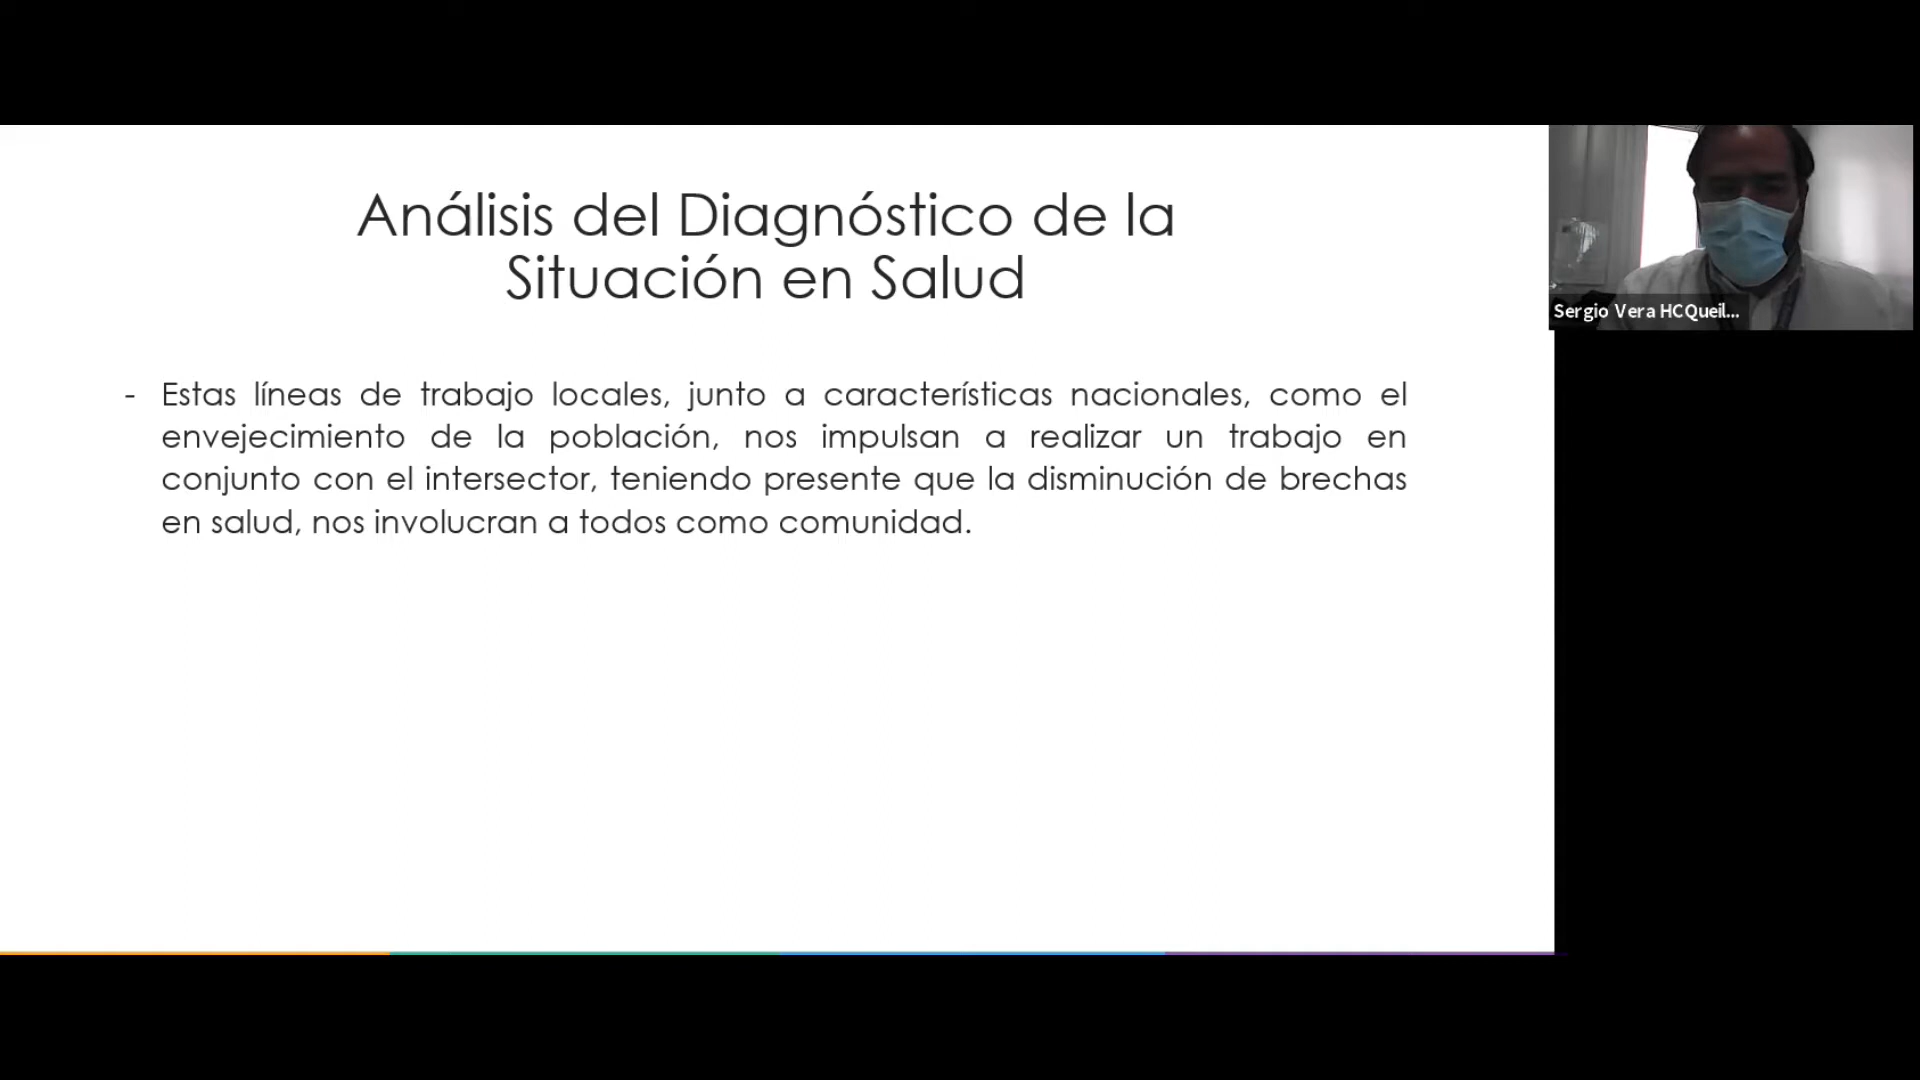 Análisis del Diagnóstico de la
Situación en Salud
- Estas líneas de trabajo locales, junto a características nacionales, como el
envejecimiento de la población, nos impulsan a realizar un trabajo en
conjunto con el intersector, teniendo presente que la disminución de brechas
en salud, nos involucran a todos como comunidad.
Sergio Vera HCQueil...